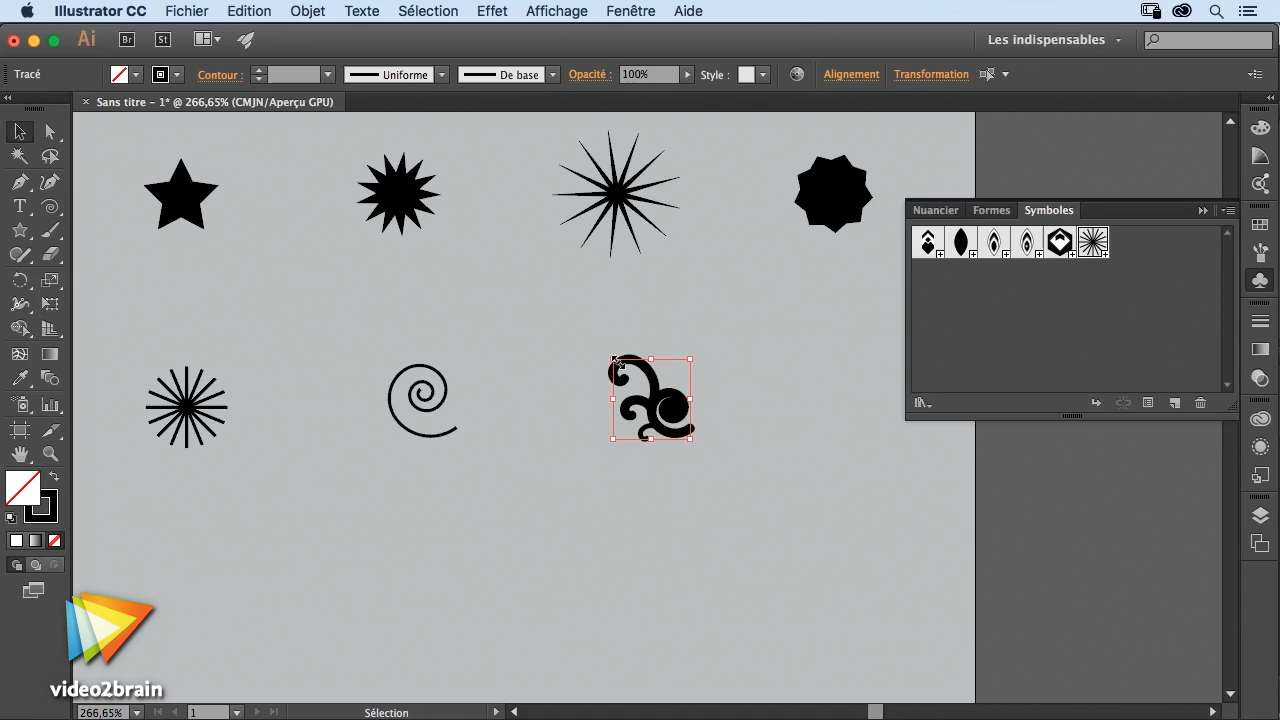 Illustrator CC Fichier Edition Objet Texte Sélection Effet Affichage Fenêtre Aide
Ai Br St Les indispensables
Tracé Contour : Uniforme De base Opacité : 100% Style : Alignement Transformation
Sans titre - 1* @ 266,65% (CMJN/Aperçu GPU)
Nuancier Formes Symboles
T
video2brain
266,65% 1 Sélection